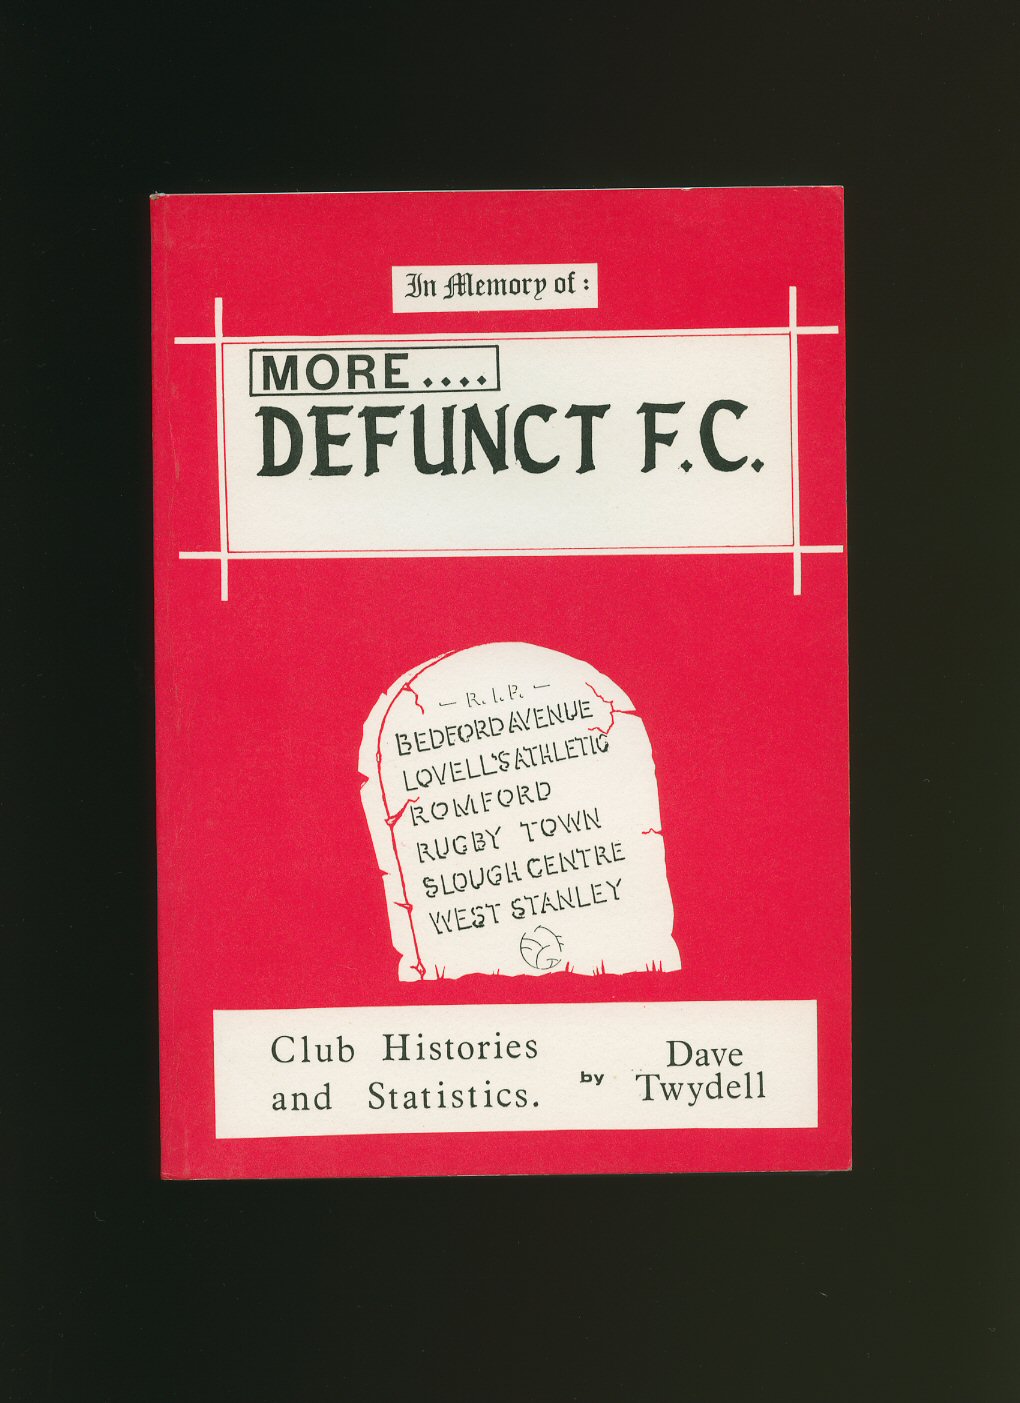 In Memory of :
MORE....
DEFUNCT F.C.
— R.I.P. —
BEDFORD AVENUE
LOVELL'S ATHLETIC
ROMFORD
RUGBY TOWN
SLOUGH CENTRE
WEST STANLEY
Club Histories
and Statistics.
by
Dave
Twydell